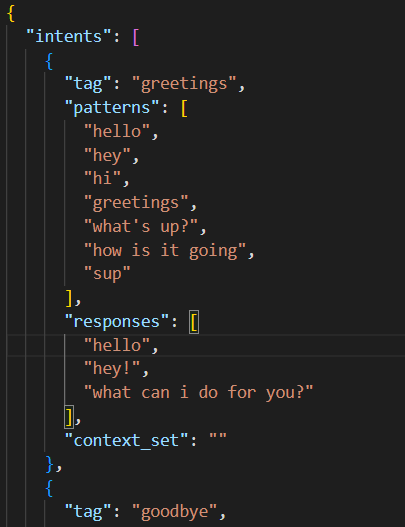 {
"intents": [
{
"tag": "greetings",
"patterns": [
"hello",
"hey",
"hi",
"greetings",
"what's up?",
"how is it going",
"sup"
],
"responses": [
"hello",
"hey!",
"what can i do for you?"
],
"context_set": ""
},
{
"tag": "goodbye",